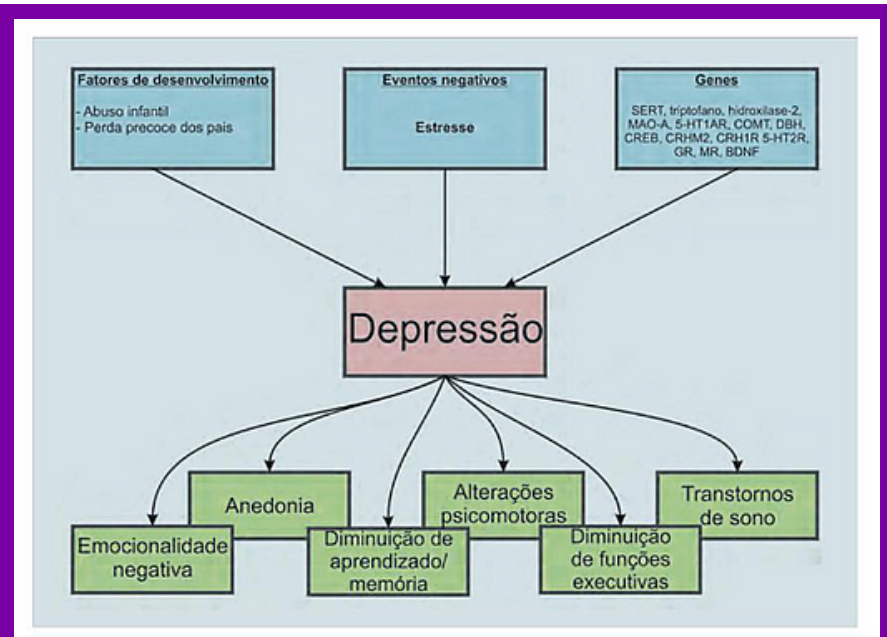 Fatores de desenvolvimento
- Abuso infantil
- Perda precoce dos pais
Eventos negativos
Estresse
Genes
SERT, triptofano, hidroxilase-2,
MAO-A, 5-HT1AR, COMT, DBH,
CREB, CRHM2, CRH1R 5-HT2R,
GR, MR, BDNF
Depressão
Emocionalidade
negativa
Anedonia
Diminuição de
aprendizado/
memória
Alterações
psicomotoras
Diminuição
de funções
executivas
Transtornos
de sono